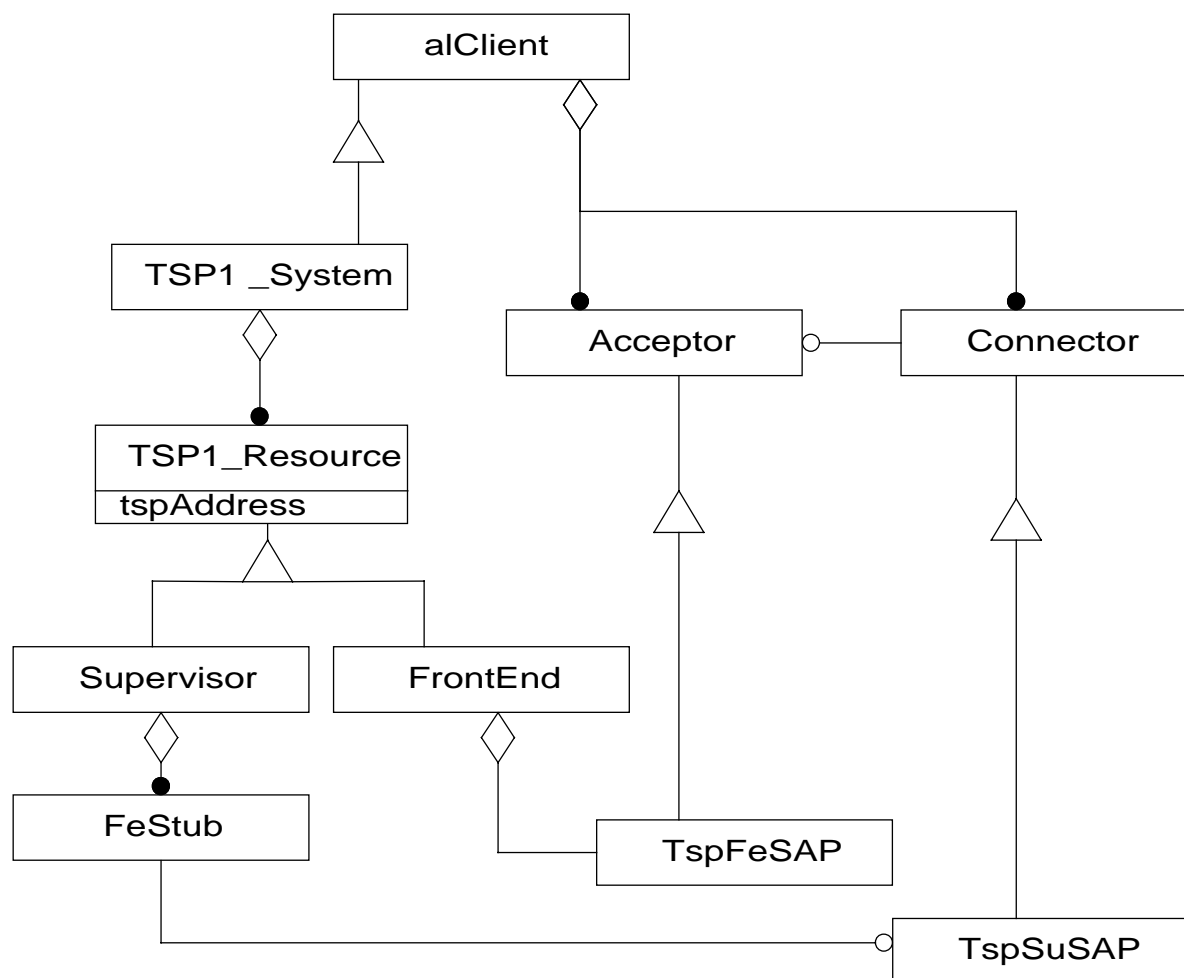 alClient
TSP1 _System
Acceptor
Connector
TSP1_Resource
tspAddress
Supervisor
FrontEnd
FeStub
TspFeSAP
TspSuSAP